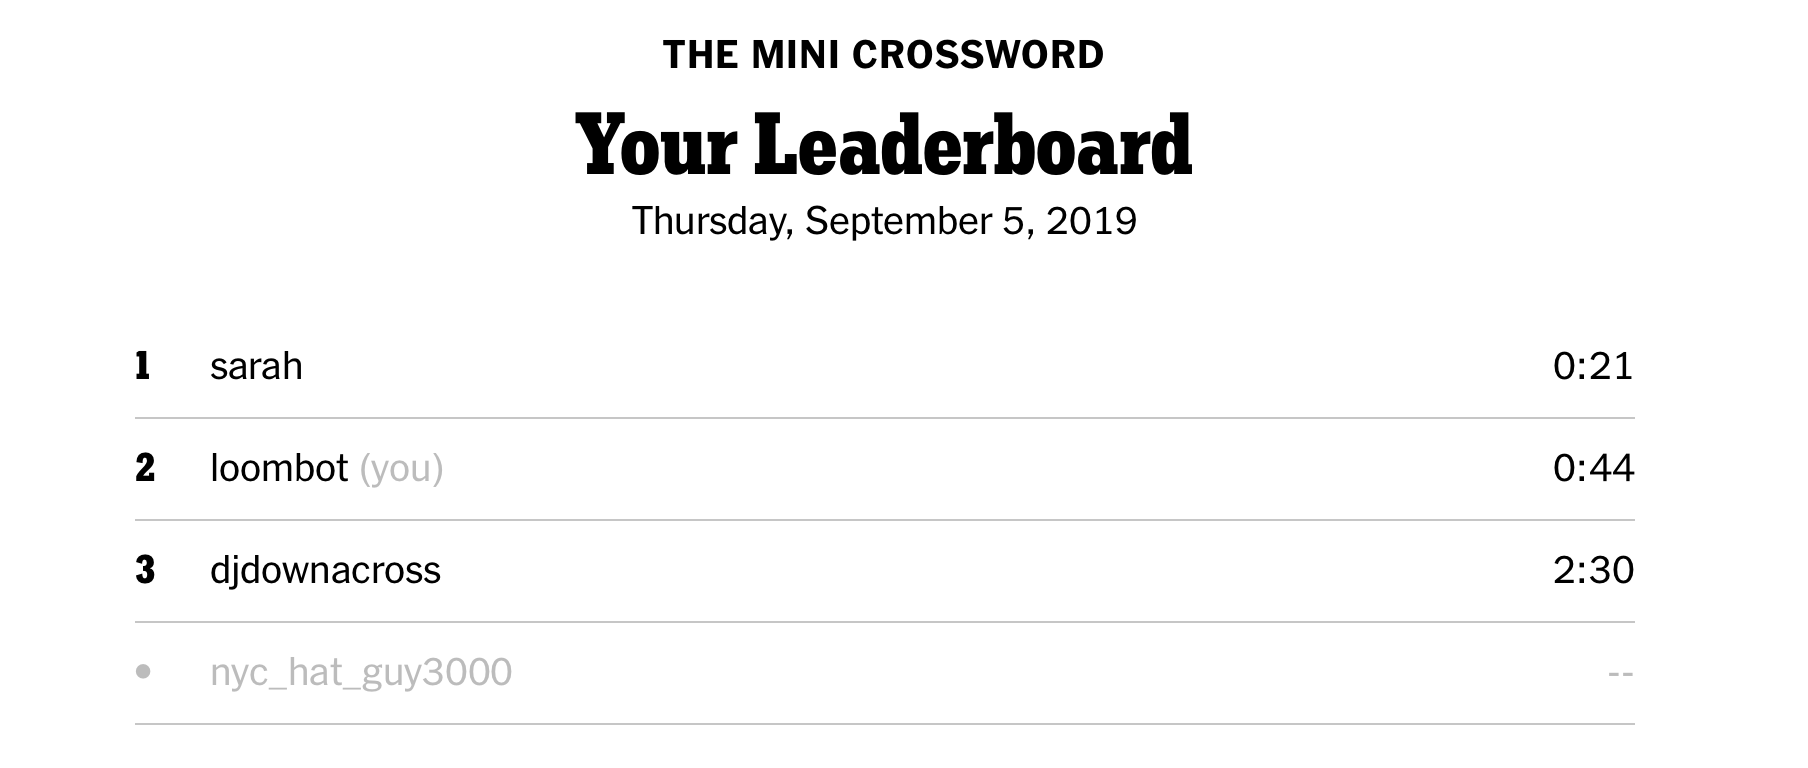 THE MINI CROSSWORD
Your Leaderboard
Thursday, September 5, 2019
1 sarah 0:21
2 loombot (you) 0:44
3 djdownacross 2:30
• nyc_hat_guy3000 --